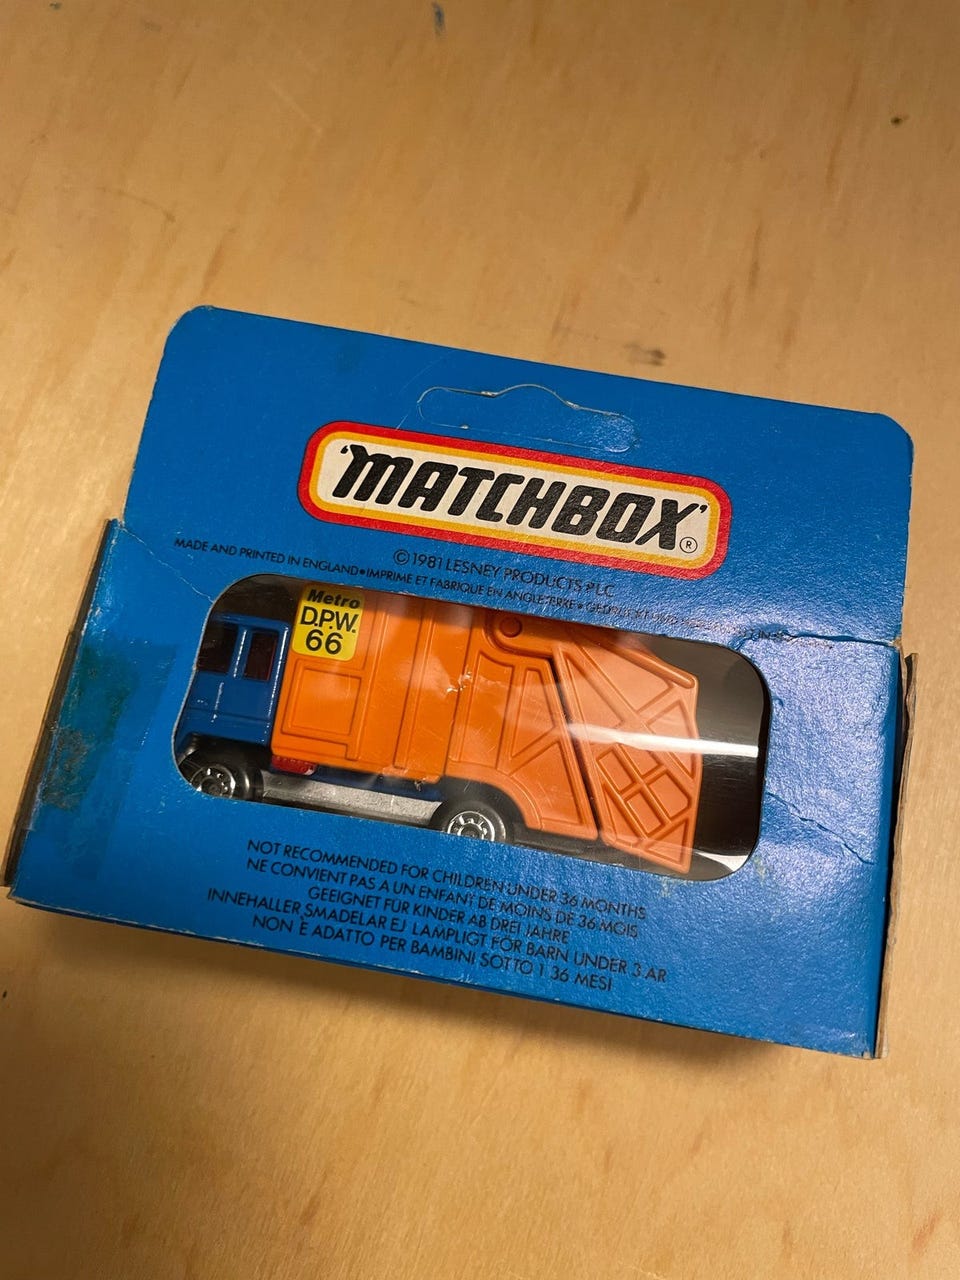 'MATCHBOX'®
©1981 LESNEY PRODUCTS PLC
MADE AND PRINTED IN ENGLAND•IMPRIME ET FABRIQUE EN ANGLETERRE•GEDRUCKT UND
Metro
D.P.W.
66
NOT RECOMMENDED FOR CHILDREN UNDER 36 MONTHS
NE CONVIENT PAS A UN ENFANT DE MOINS DE 36 MOIS
GEEIGNET FÜR KINDER AB DREI JAHRE
INNEHALLER SMADELAR EJ LAMPLIGT FÖR BARN UNDER 3 AR
NON È ADATTO PER BAMBINI SOTTO I 36 MESI